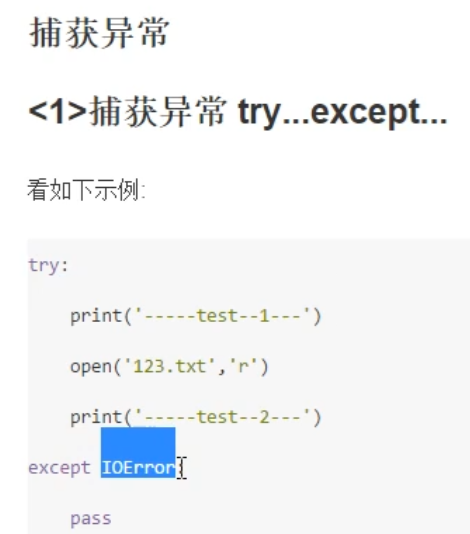 捕获异常
<1>捕获异常 try...except...
看如下示例:
try:
print('-----test--1---')
open('123.txt','r')
print('-----test--2---')
except IOError:
pass